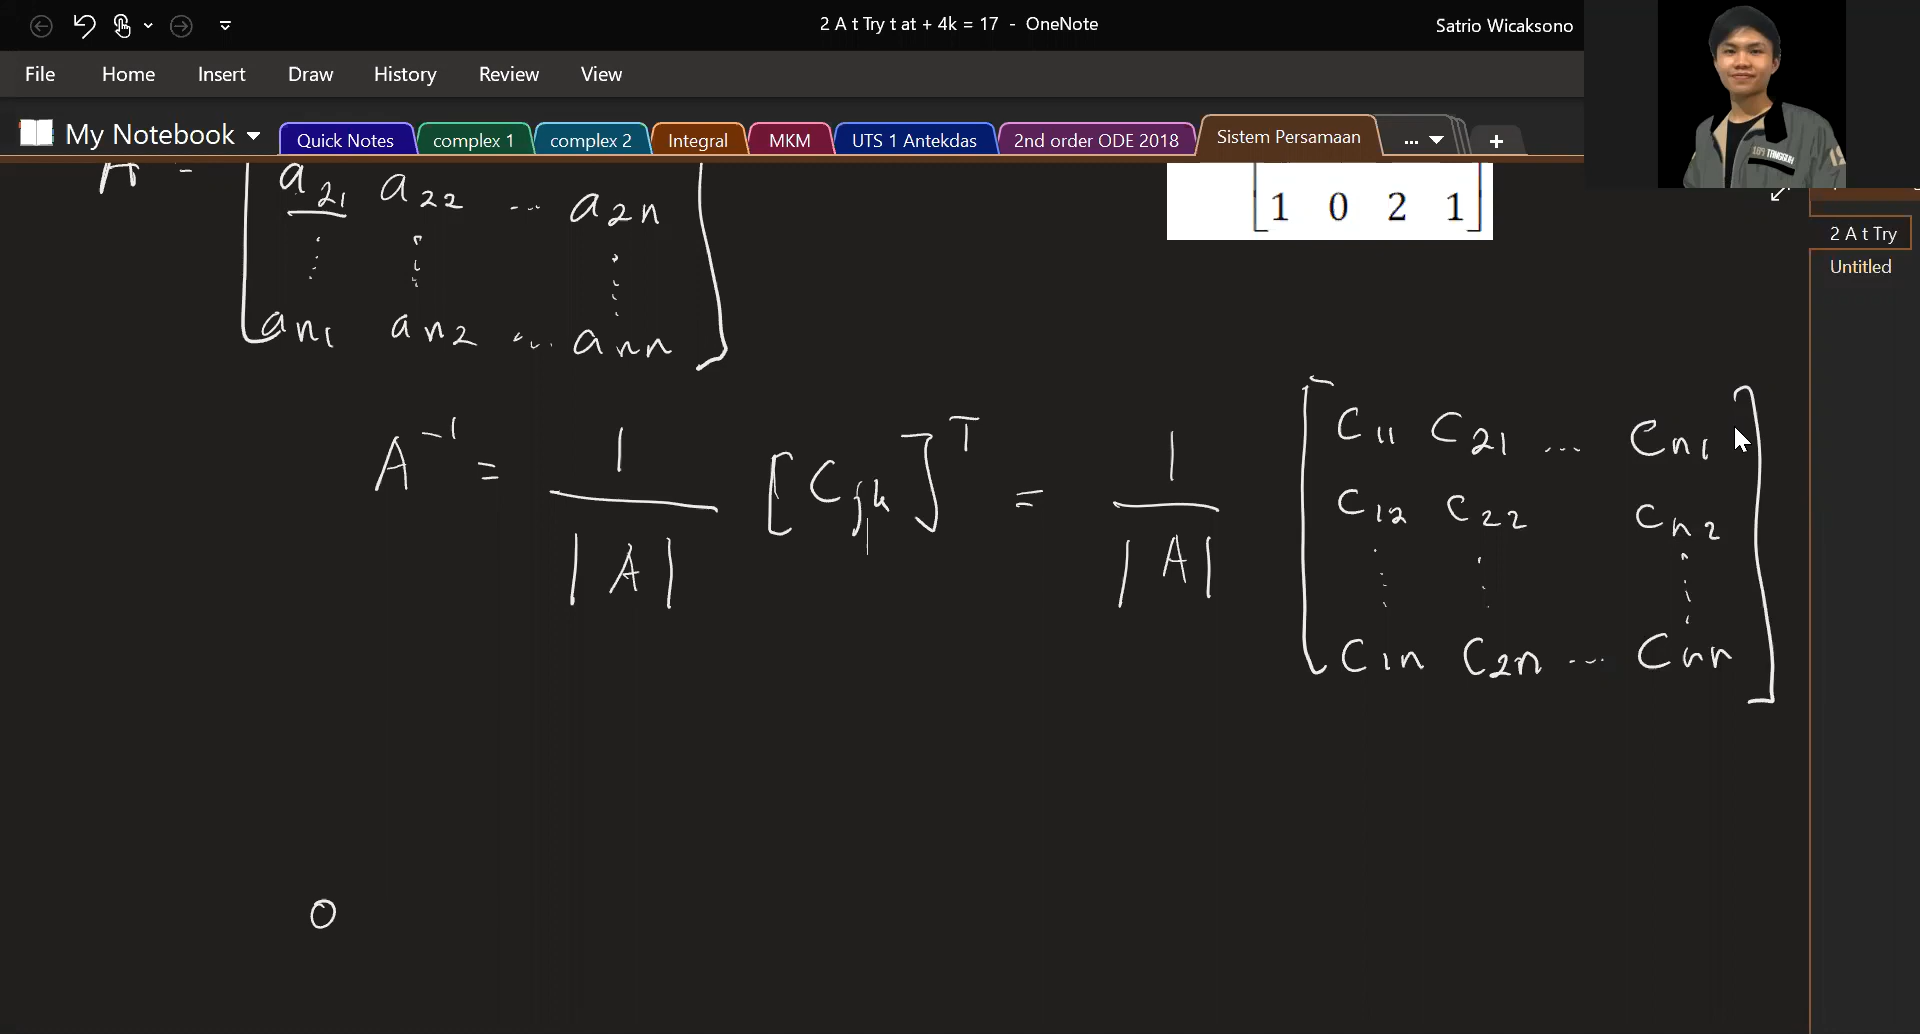 2 A t Try t at + 4k = 17 - OneNote
Satrio Wicaksono
File Home Insert Draw History Review View
My Notebook
Quick Notes complex 1 complex 2 Integral MKM UTS 1 Antekdas 2nd order ODE 2018 Sistem Persamaan ... +
2 A t Try
Untitled
A = [ a21 a22 ... a2n
an1 an2 ... ann ]
[1 0 2 1]
A^-1 = 1/|A| [Cjk]^T = 1/|A| [ C11 C21 ... Cn1
C12 C22 Cn2
C1n C2n ... Cnn ]
0